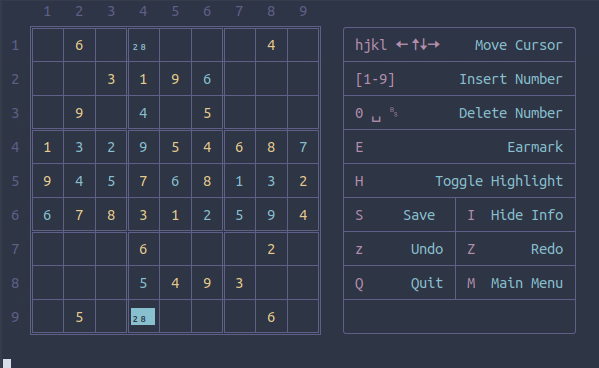 1 2 3 4 5 6 7 8 9
1 6 28 4 hjkl ←↑↓→ Move Cursor
2 3 1 9 6 [1-9] Insert Number
3 9 4 5 0 ␣ Delete Number
4 1 3 2 9 5 4 6 8 7 E Earmark
5 9 4 5 7 6 8 1 3 2 H Toggle Highlight
6 6 7 8 3 1 2 5 9 4 S Save I Hide Info
7 6 2 z Undo Z Redo
8 5 4 9 3 Q Quit M Main Menu
9 5 28 6